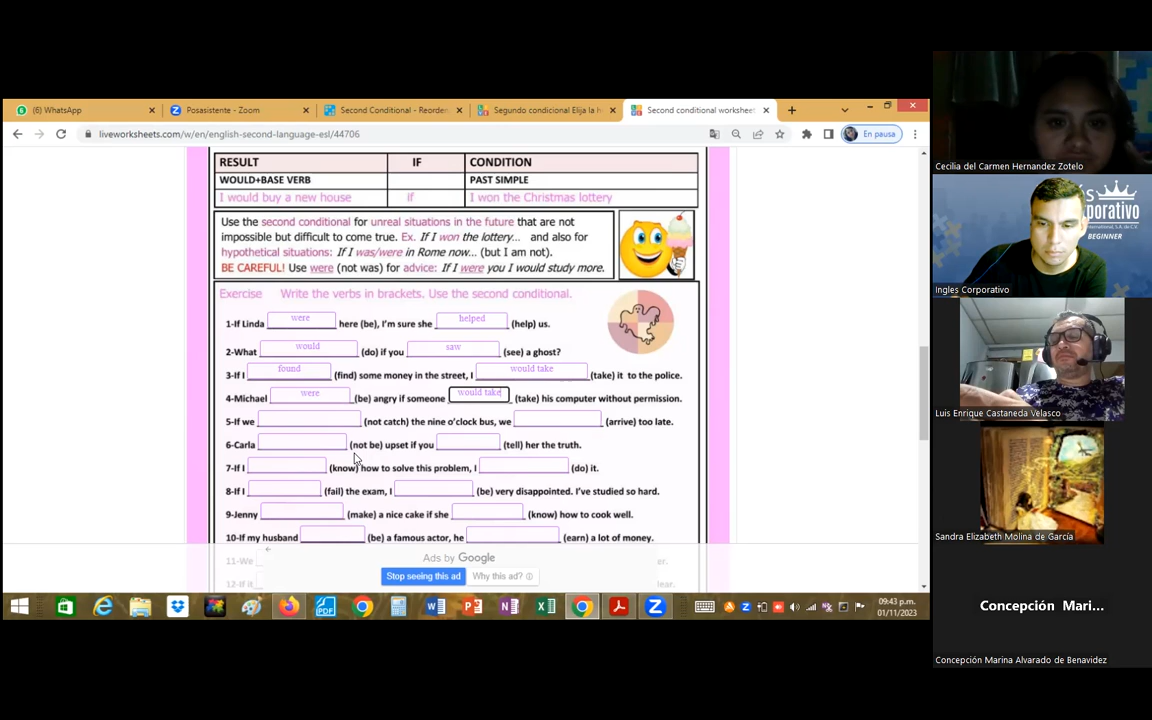 (6) WhatsApp
Posasistente - Zoom
Second Conditional - Reorder
Segundo condicional Elija la h
Second conditional worksheet
liveworksheets.com/w/en/english-second-language-esl/44706
En pausa
RESULT IF CONDITION
WOULD+BASE VERB PAST SIMPLE
I would buy a new house if I won the Christmas lottery
Use the second conditional for unreal situations in the future that are not
impossible but difficult to come true. Ex. If I won the lottery... and also for
hypothetical situations: If I was/were in Rome now... (but I am not).
BE CAREFUL! Use were (not was) for advice: If I were you I would study more.
Exercise Write the verbs in brackets. Use the second conditional.
1-If Linda were here (be), I'm sure she helped (help) us.
2-What would (do) if you saw (see) a ghost?
3-If I found (find) some money in the street, I would take (take) it to the police.
4-Michael were (be) angry if someone would take (take) his computer without permission.
5-If we (not catch) the nine o'clock bus, we (arrive) too late.
6-Carla (not be) upset if you (tell) her the truth.
7-If I (know) how to solve this problem, I (do) it.
8-If I (fail) the exam, I (be) very disappointed. I've studied so hard.
9-Jenny (make) a nice cake if she (know) how to cook well.
10-If my husband (be) a famous actor, he (earn) a lot of money.
11-We er.
12-If it lear.
Ads by Google
Stop seeing this ad Why this ad?
09:43 p.m.
01/11/2023
Cecilia del Carmen Hernandez Zotelo
S
porativo
International, S.A. de C.V.
BEGINNER
Ingles Corporativo
Luis Enrique Castaneda Velasco
Sandra Elizabeth Molina de García
Concepción Mari...
Concepción Marina Alvarado de Benavidez